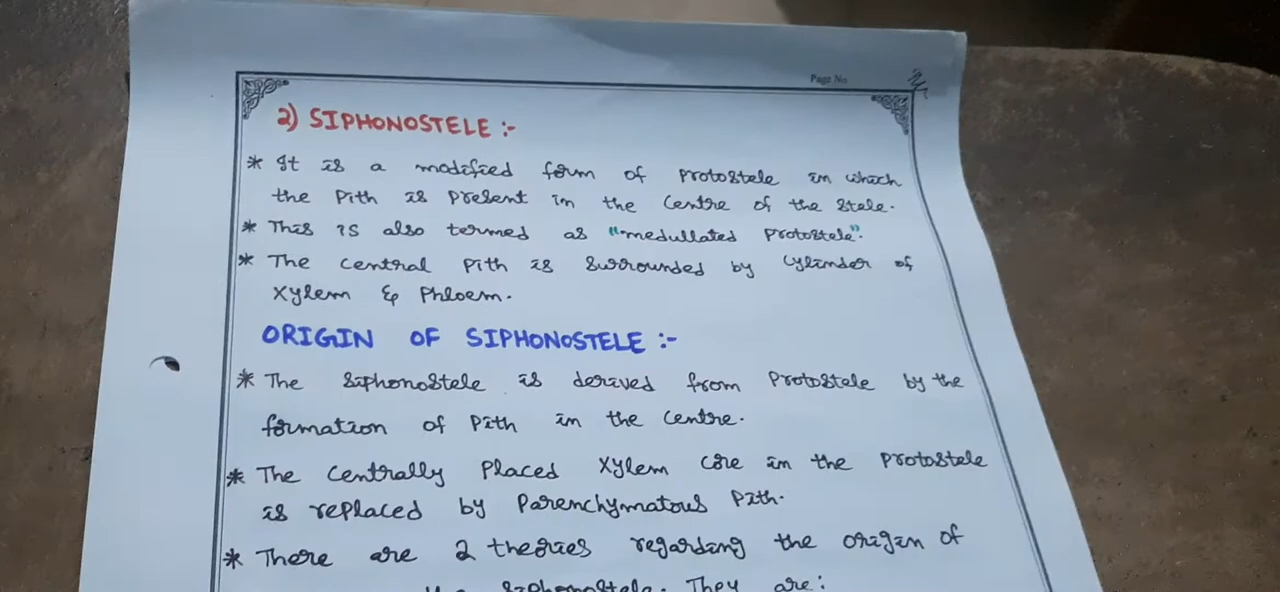 Page No
2) SIPHONOSTELE :-
* It is a modified form of protostele in which
the Pith is present in the centre of the stele.
* This is also termed as "medullated protostele".
* The central pith is surrounded by cylinder of
Xylem & Phloem.
ORIGIN OF SIPHONOSTELE :-
* The siphonostele is derived from protostele by the
formation of pith in the centre.
* The centrally placed xylem core in the protostele
is replaced by parenchymatous pith.
* There are 2 theories regarding the origin of
siphonostele. They are: